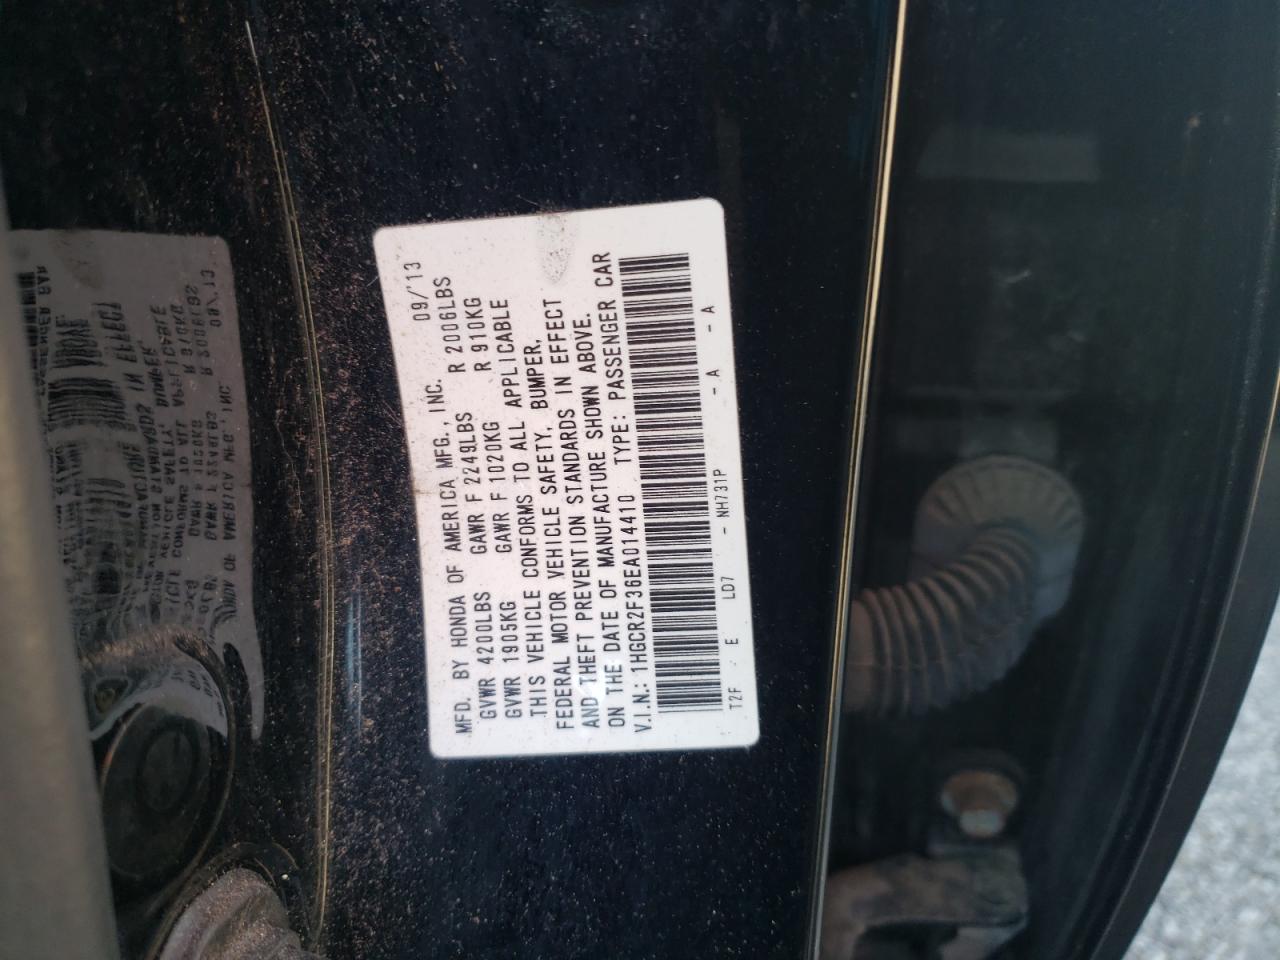 MFD. BY HONDA OF AMERICA MFG., INC. 09/'13
GVWR 4200LBS GAWR F 2249LBS R 2006LBS
GVWR 1905KG GAWR F 1020KG R 910KG
THIS VEHICLE CONFORMS TO ALL APPLICABLE
FEDERAL MOTOR VEHICLE SAFETY, BUMPER,
AND THEFT PREVENTION STANDARDS IN EFFECT
ON THE DATE OF MANUFACTURE SHOWN ABOVE.
V.I.N.: 1HGCR2F36EA014410 TYPE: PASSENGER CAR
T2F E LD7 - NH731P - A - A